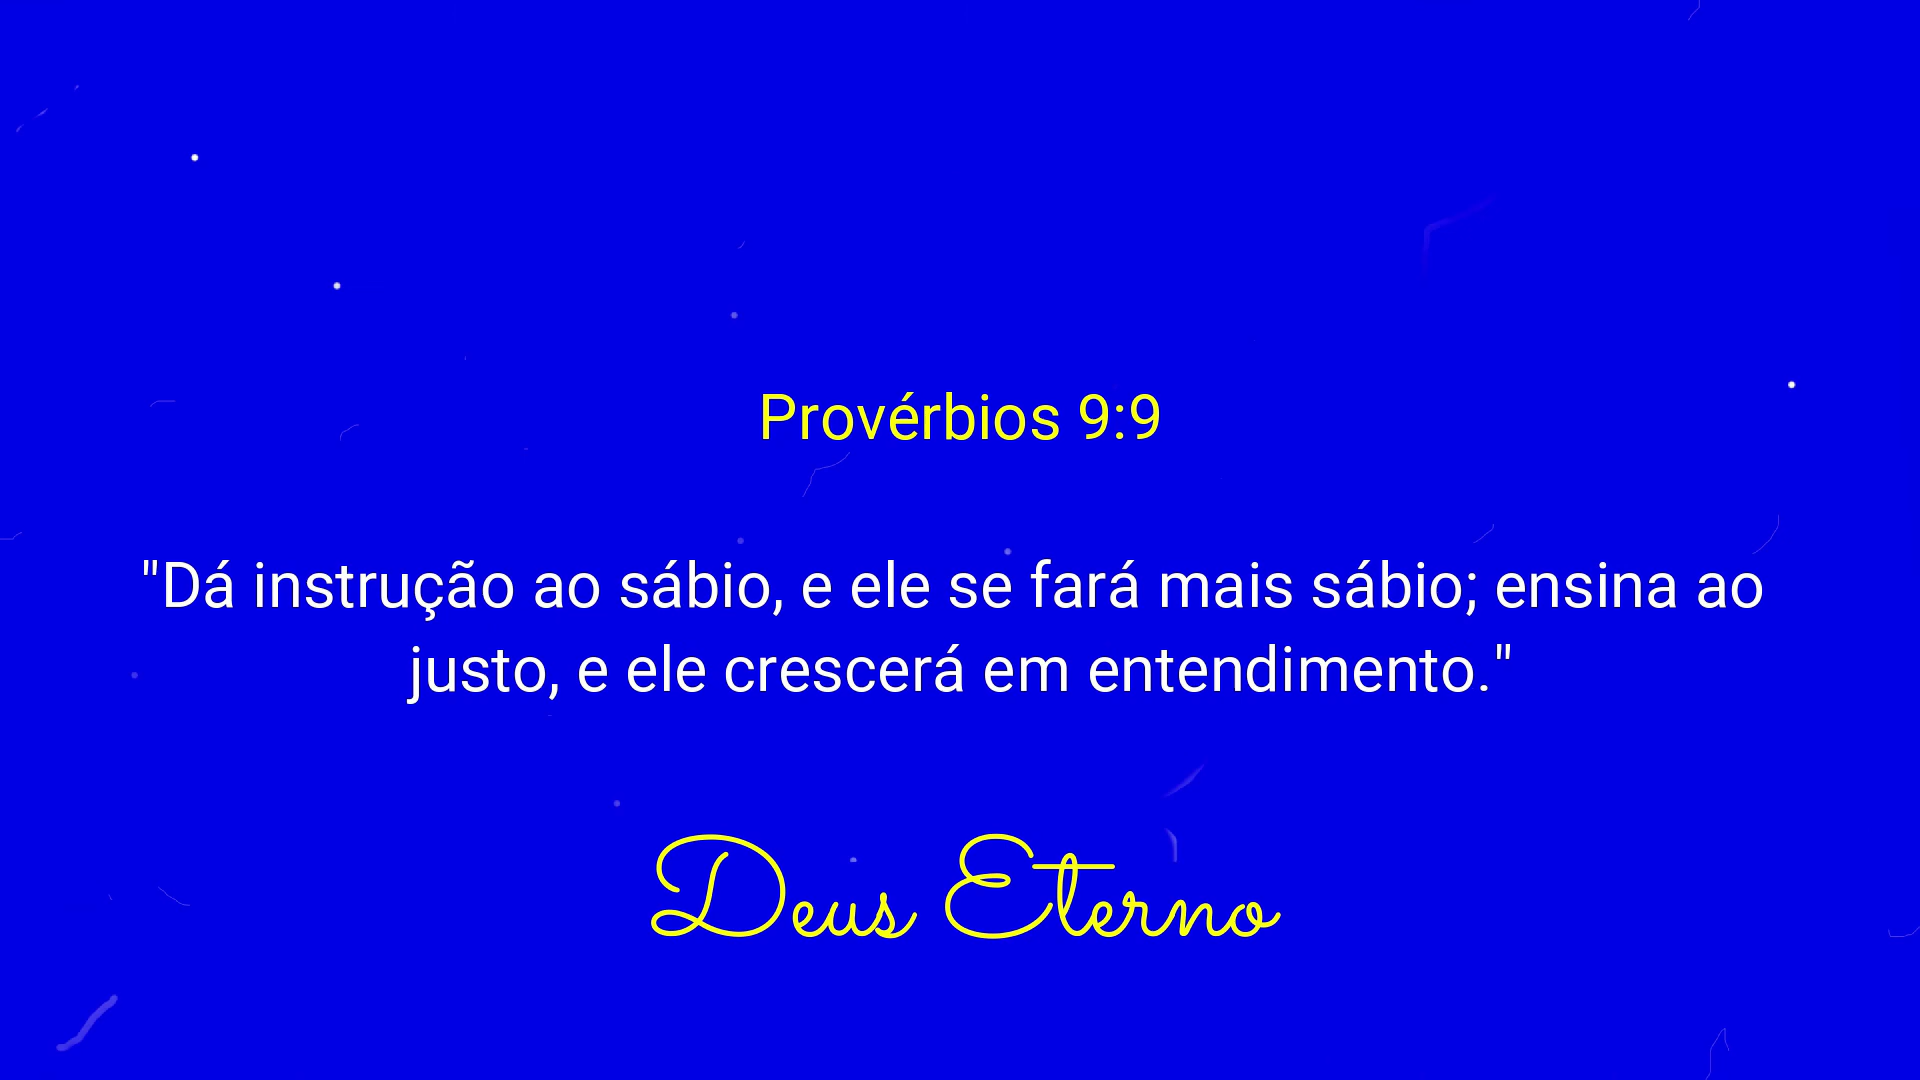 Provérbios 9:9
"Dá instrução ao sábio, e ele se fará mais sábio; ensina ao
justo, e ele crescerá em entendimento."
Deus Eterno